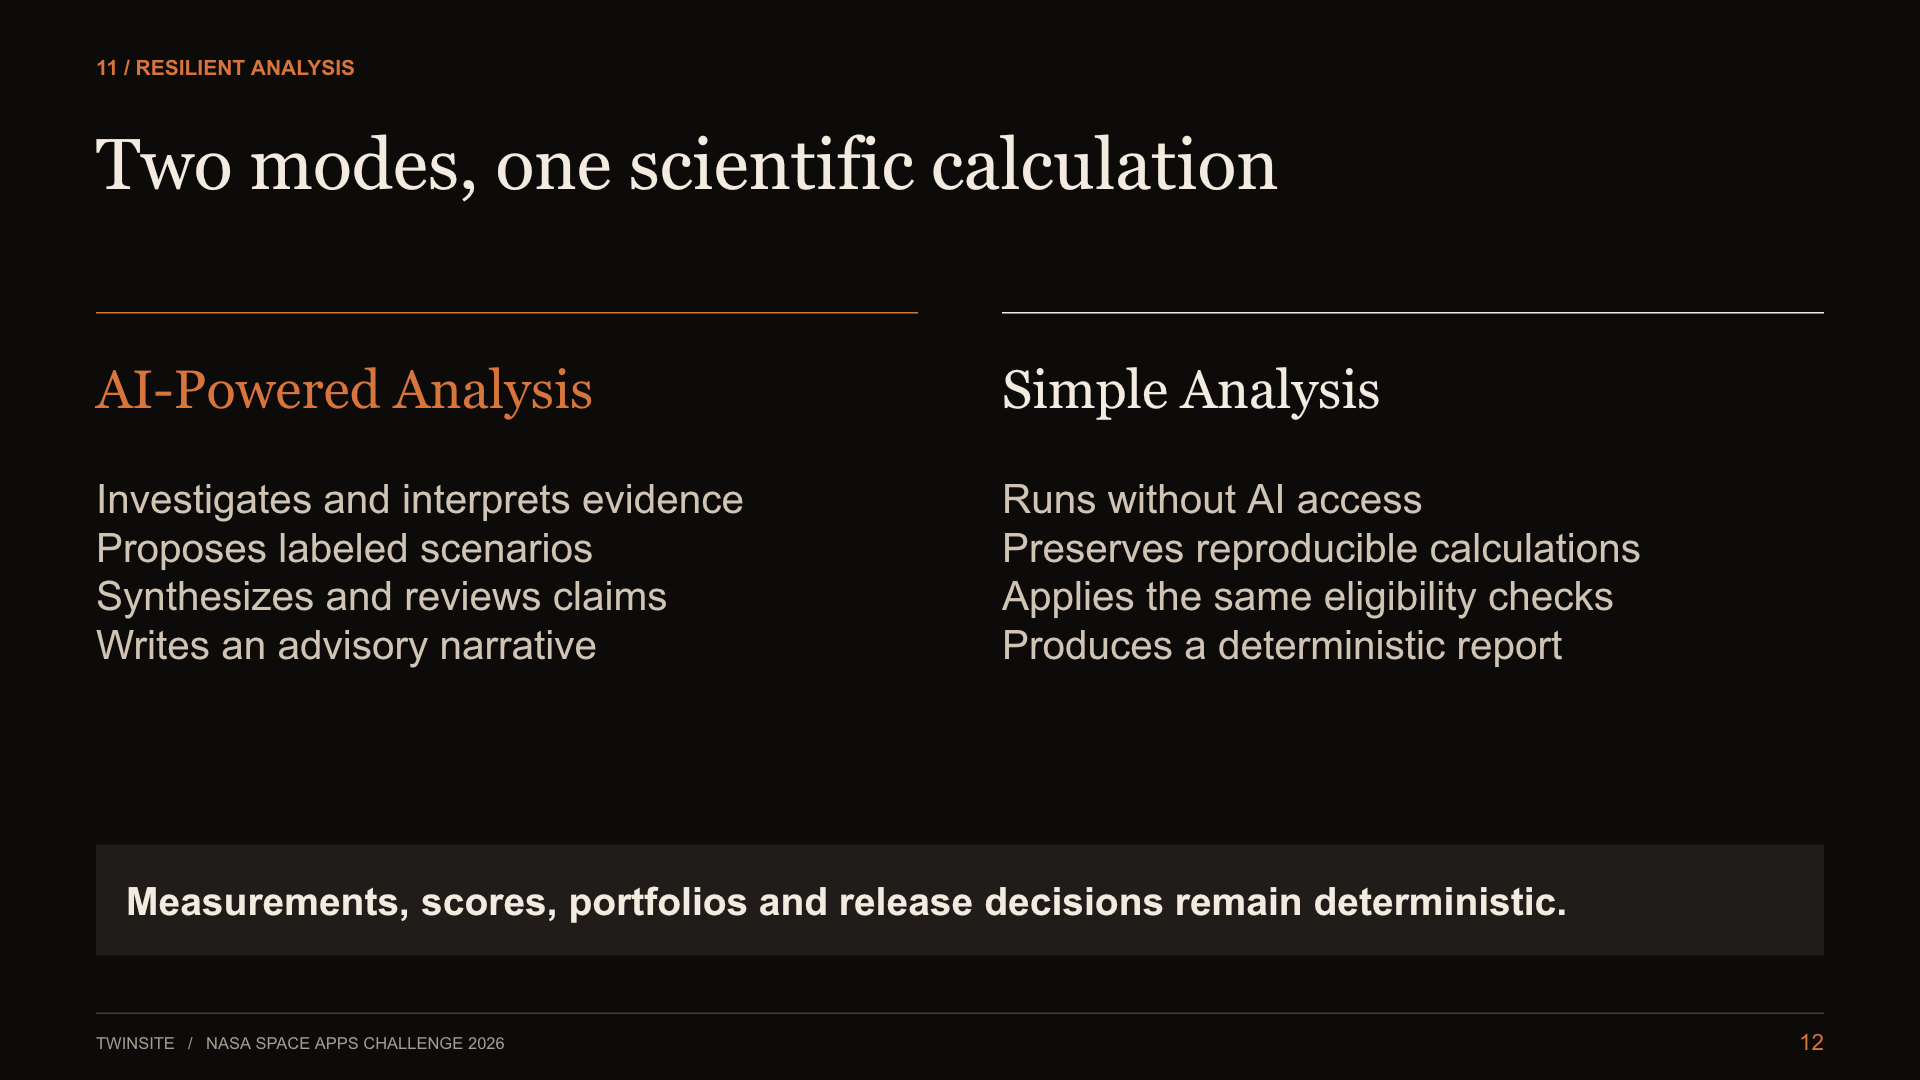 11 / RESILIENT ANALYSIS
Two modes, one scientific calculation
AI-Powered Analysis
Investigates and interprets evidence
Proposes labeled scenarios
Synthesizes and reviews claims
Writes an advisory narrative
Simple Analysis
Runs without AI access
Preserves reproducible calculations
Applies the same eligibility checks
Produces a deterministic report
Measurements, scores, portfolios and release decisions remain deterministic.
TWINSITE / NASA SPACE APPS CHALLENGE 2026
12